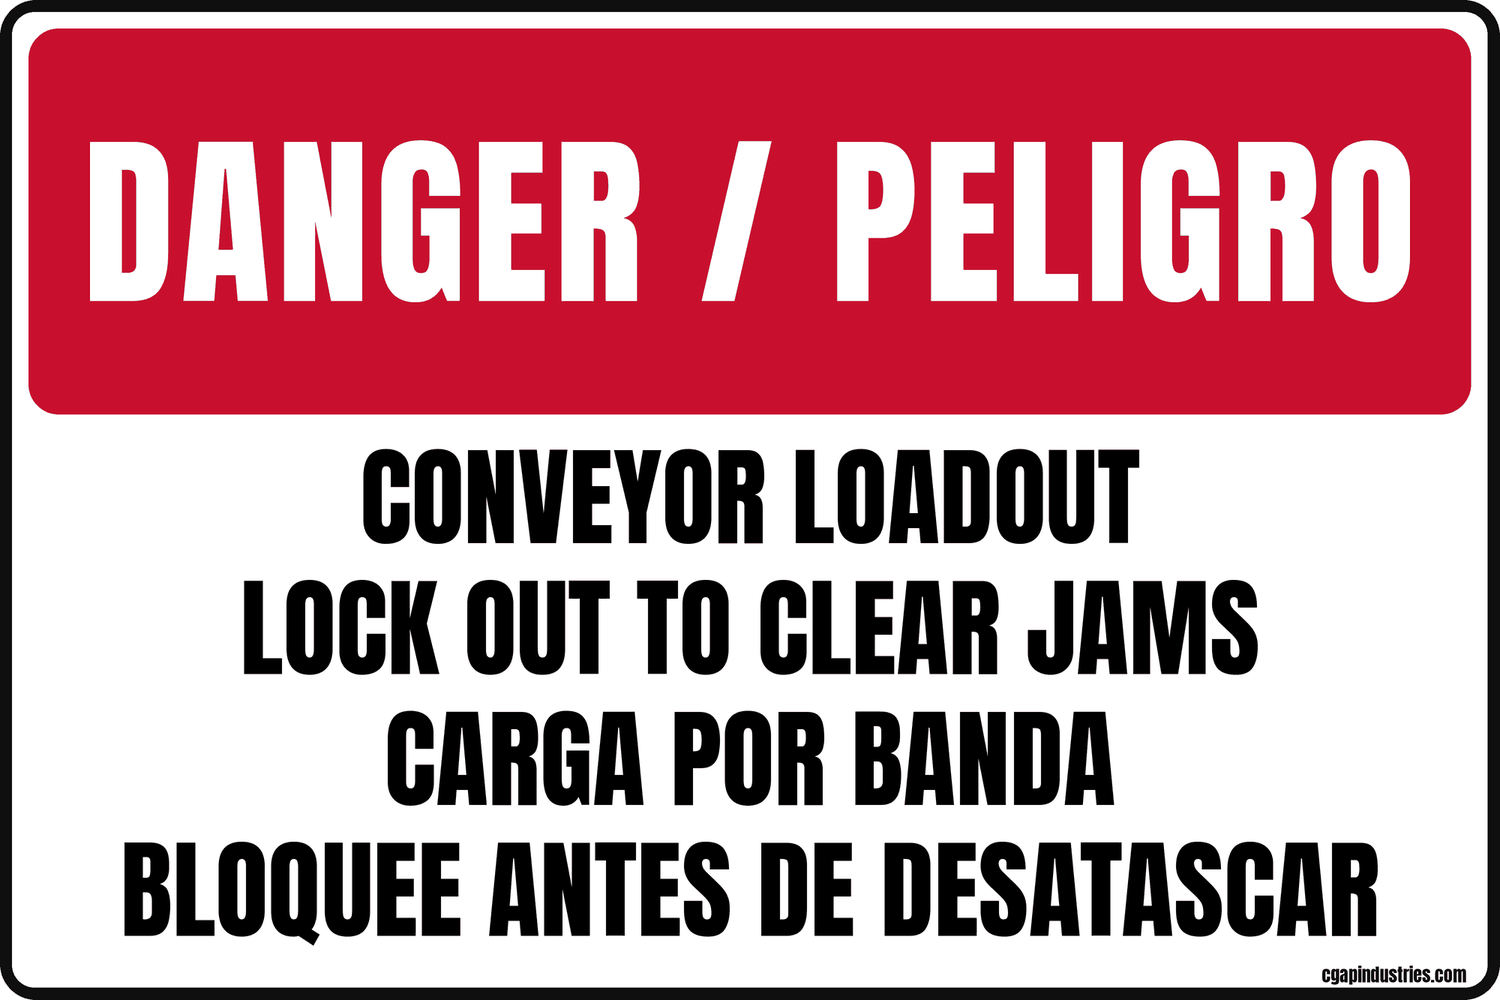 DANGER / PELIGRO
CONVEYOR LOADOUT
LOCK OUT TO CLEAR JAMS
CARGA POR BANDA
BLOQUEE ANTES DE DESATASCAR
cgapindustries.com